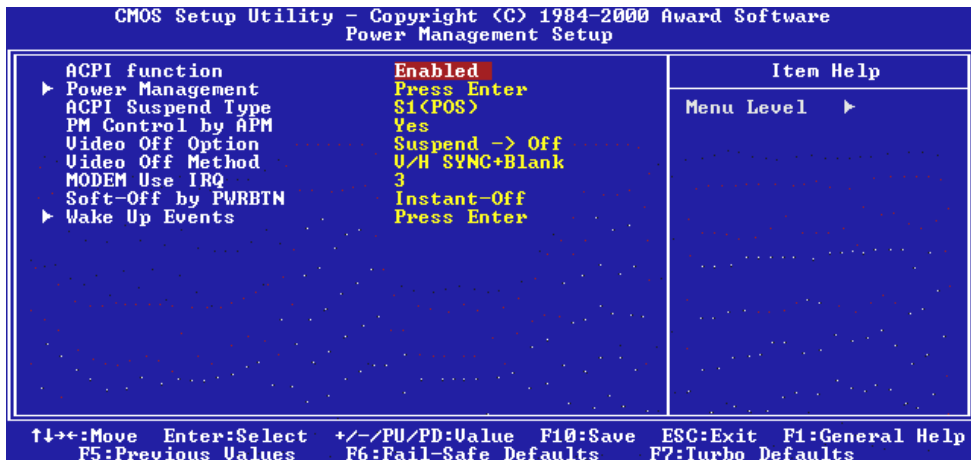 CMOS Setup Utility - Copyright (C) 1984-2000 Award Software
Power Management Setup
ACPI function Enabled
▶ Power Management Press Enter
ACPI Suspend Type S1(POS)
PM Control by APM Yes
Video Off Option Suspend -> Off
Video Off Method V/H SYNC+Blank
MODEM Use IRQ 3
Soft-Off by PWRBTN Instant-Off
▶ Wake Up Events Press Enter
Item Help
Menu Level ▶
↑↓→←:Move Enter:Select +/-/PU/PD:Value F10:Save ESC:Exit F1:General Help
F5:Previous Values F6:Fail-Safe Defaults F7:Turbo Defaults